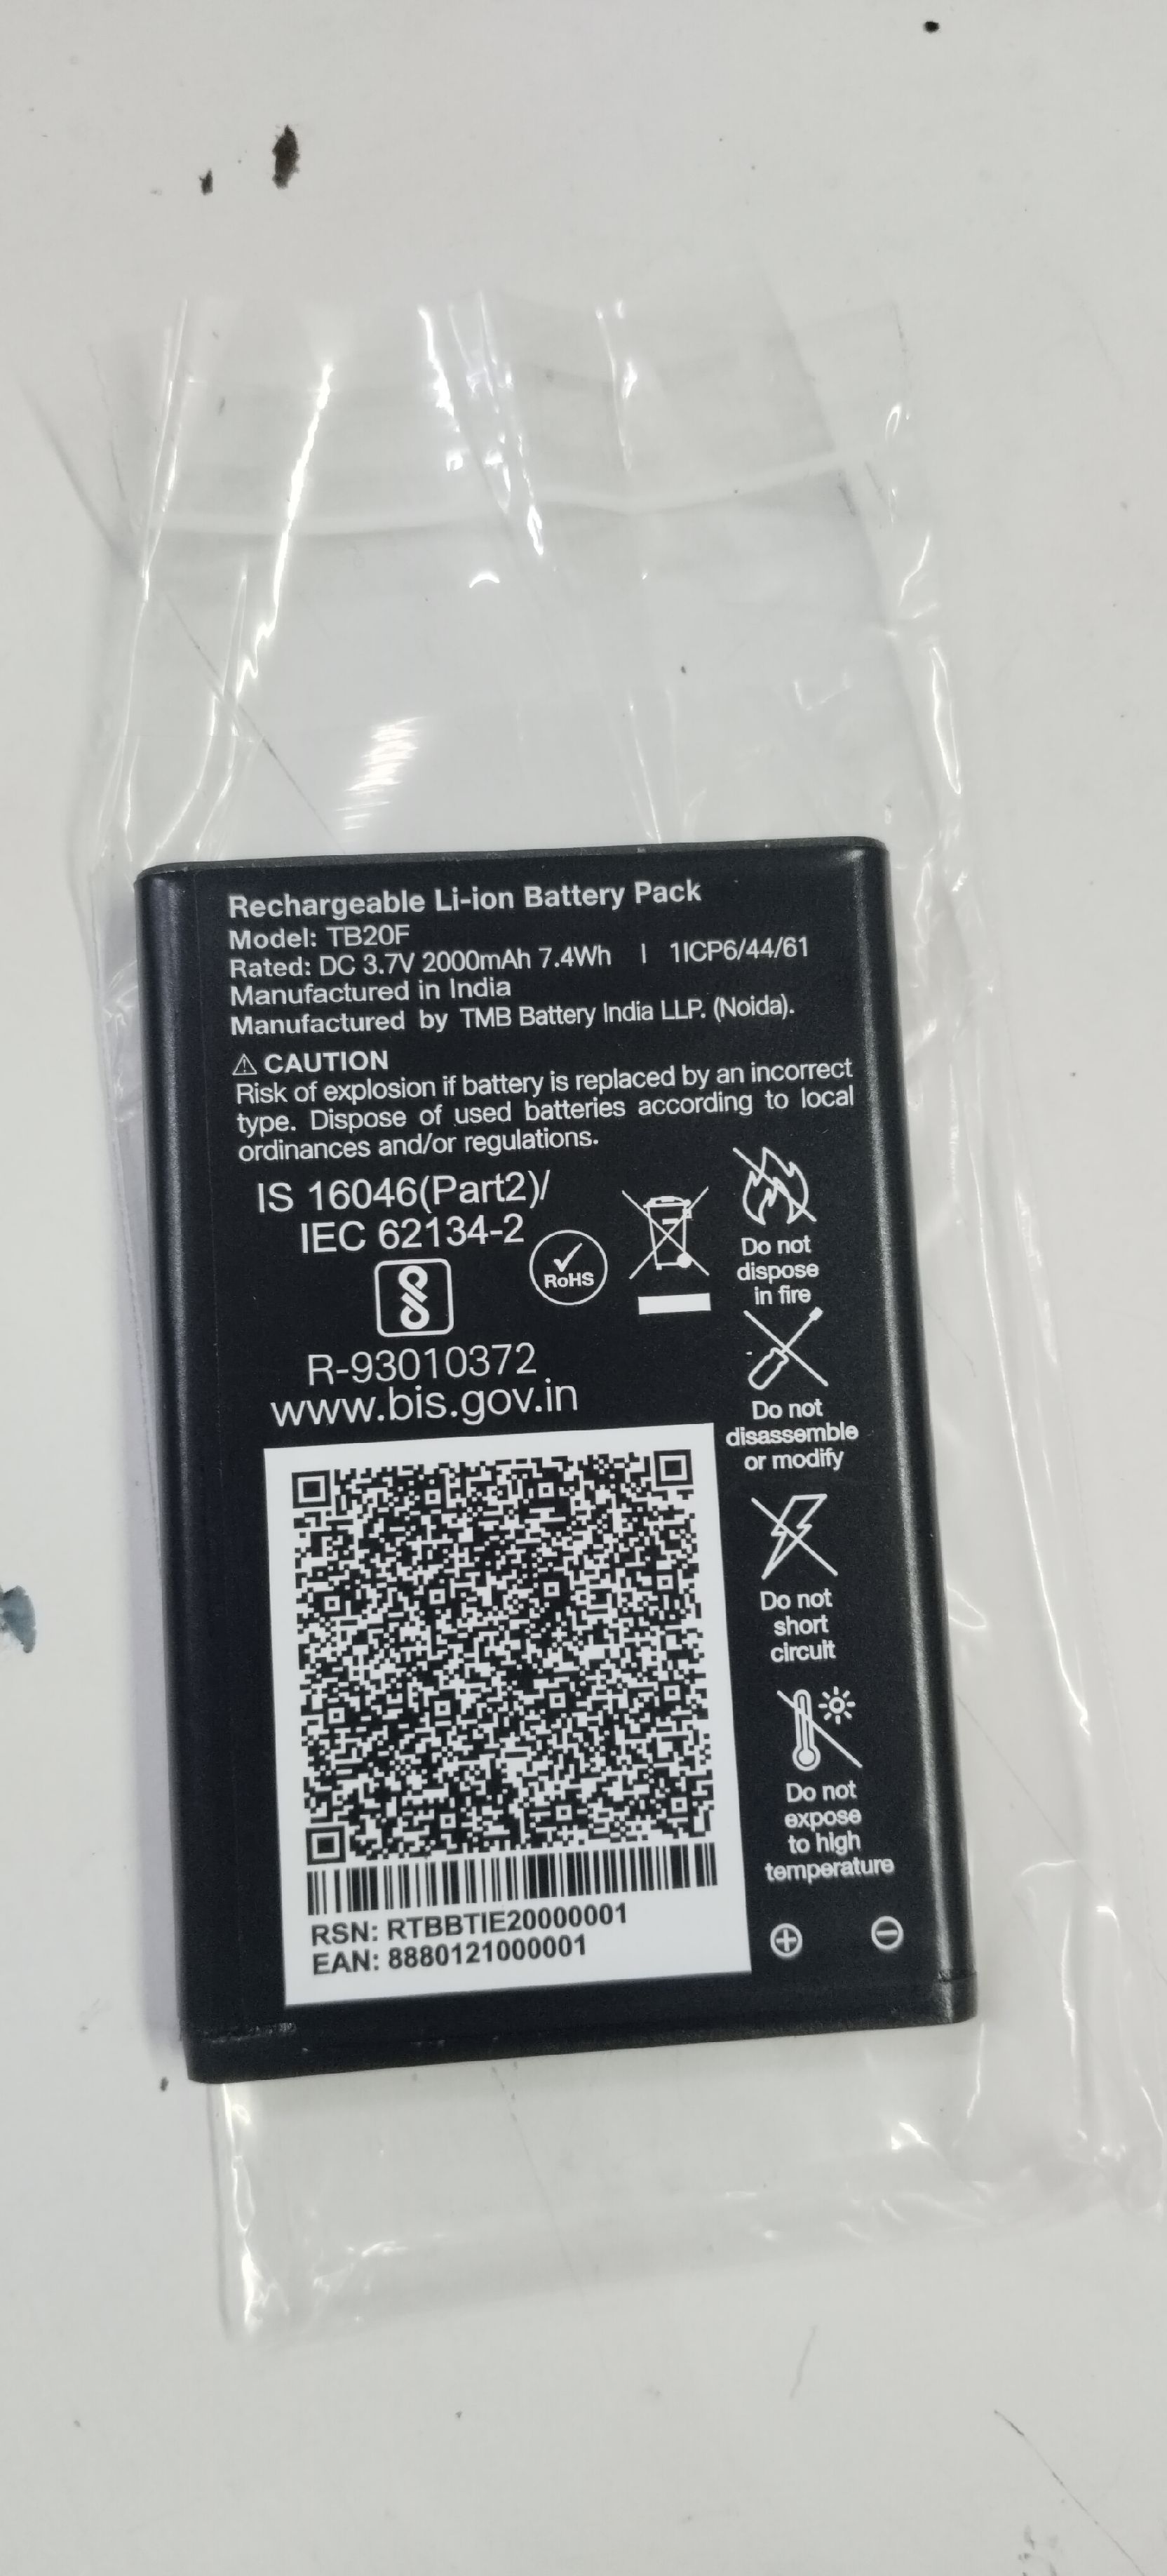 Rechargeable Li-ion Battery Pack
Model: TB20F
Rated: DC 3.7V 2000mAh 7.4Wh I 1ICP6/44/61
Manufactured in India
Manufactured by TMB Battery India LLP. (Noida).
⚠ CAUTION
Risk of explosion if battery is replaced by an incorrect
type. Dispose of used batteries according to local
ordinances and/or regulations.
IS 16046(Part2)/
IEC 62134-2
RoHS
R-93010372
www.bis.gov.in
Do not
dispose
in fire
Do not
disassemble
or modify
Do not
short
circuit
Do not
expose
to high
temperature
RSN: RTBBTIE20000001
EAN: 8880121000001
⊕ ⊖